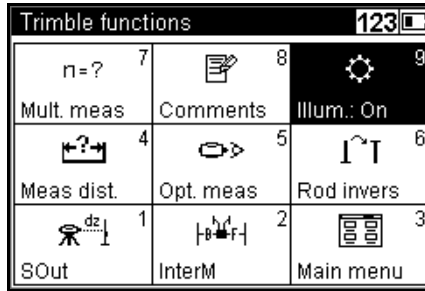 Trimble functions 123
n=? 7 8 9
Mult. meas Comments Illum.: On
? 4 5 6
Meas dist. Opt. meas Rod invers
dz 1 B F 2 3
SOut InterM Main menu